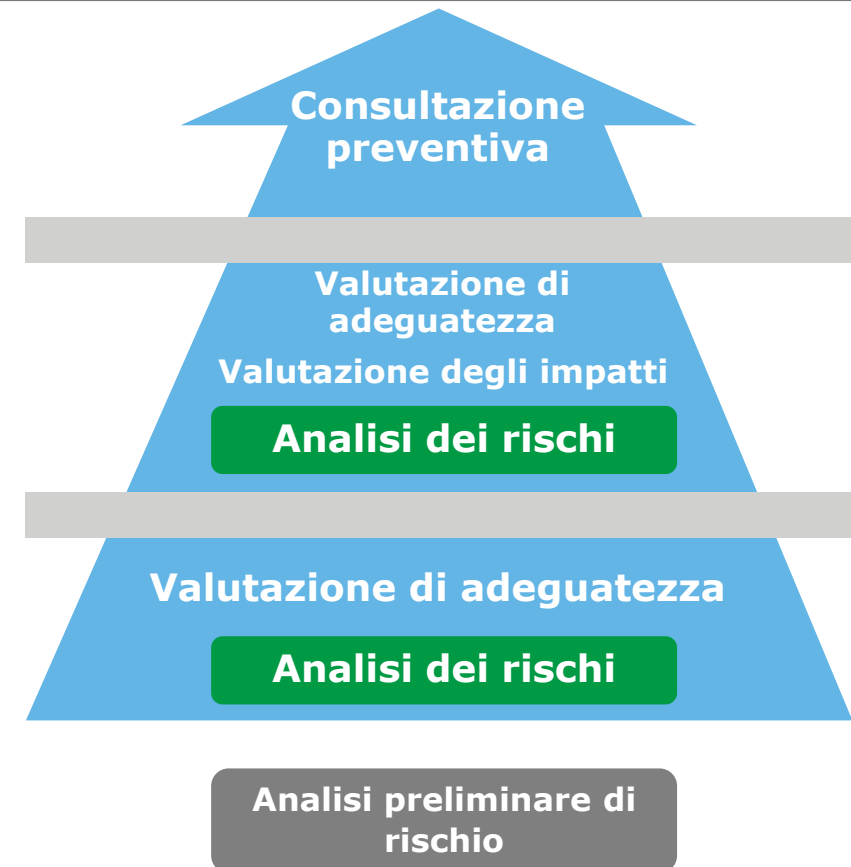 Consultazione
preventiva
Valutazione di
adeguatezza
Valutazione degli impatti
Analisi dei rischi
Valutazione di adeguatezza
Analisi dei rischi
Analisi preliminare di
rischio